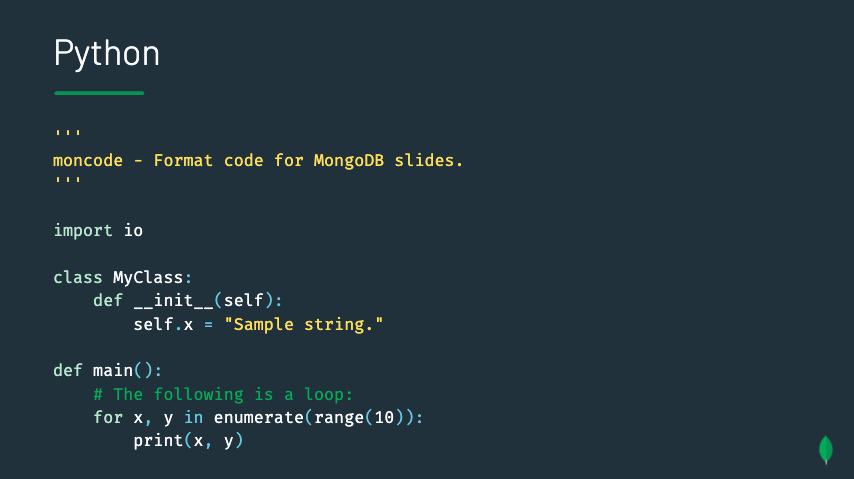 Python
'''
moncode - Format code for MongoDB slides.
'''
import io
class MyClass:
    def __init__(self):
        self.x = "Sample string."
def main():
    # The following is a loop:
    for x, y in enumerate(range(10)):
        print(x, y)